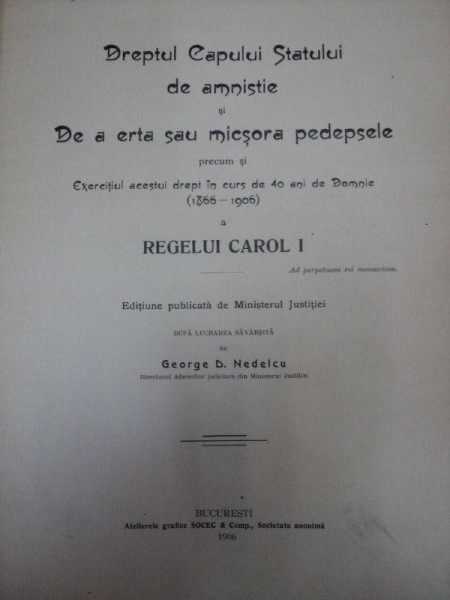 Dreptul Capului Statului
de amnistie
și
De a erta sau micșora pedepsele
precum și
Exercițiul acestui drept în curs de 40 ani de Domnie
(1866—1906)
a
REGELUI CAROL I
Ad perpetuam rei memoriam.
Edițiune publicată de Ministerul Justiției
DUPĂ LUCRAREA SĂVÂRȘITĂ
DE
George D. Nedelcu
Directorul Afacerilor judiciare din Ministerul Justiției.
BUCUREȘTI
Atelierele grafice SOCEC & Comp., Societate anonimă
1906